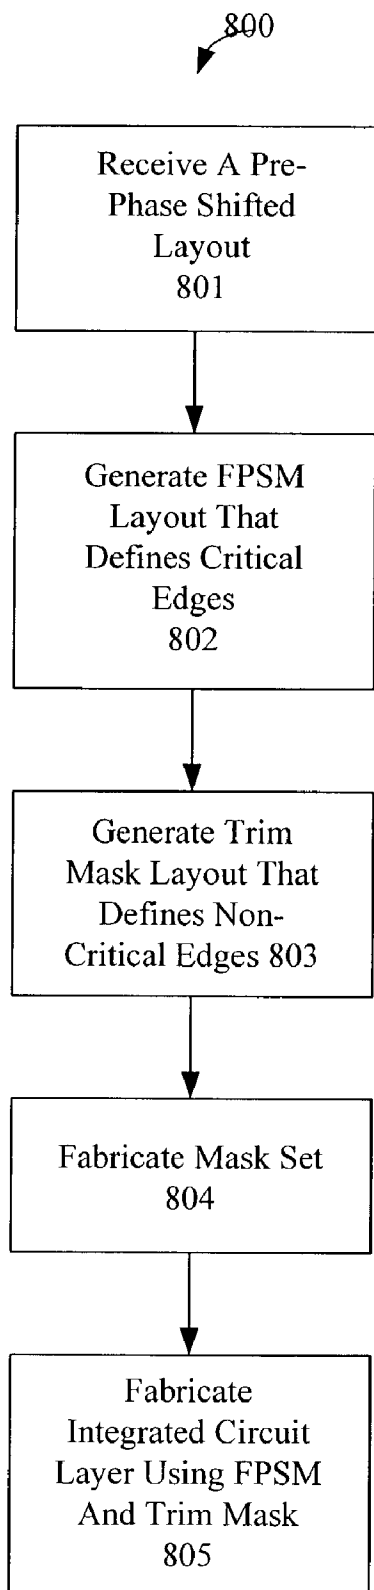 800
Receive A Pre-
Phase Shifted
Layout
801
Generate FPSM
Layout That
Defines Critical
Edges
802
Generate Trim
Mask Layout That
Defines Non-
Critical Edges 803
Fabricate Mask Set
804
Fabricate
Integrated Circuit
Layer Using FPSM
And Trim Mask
805